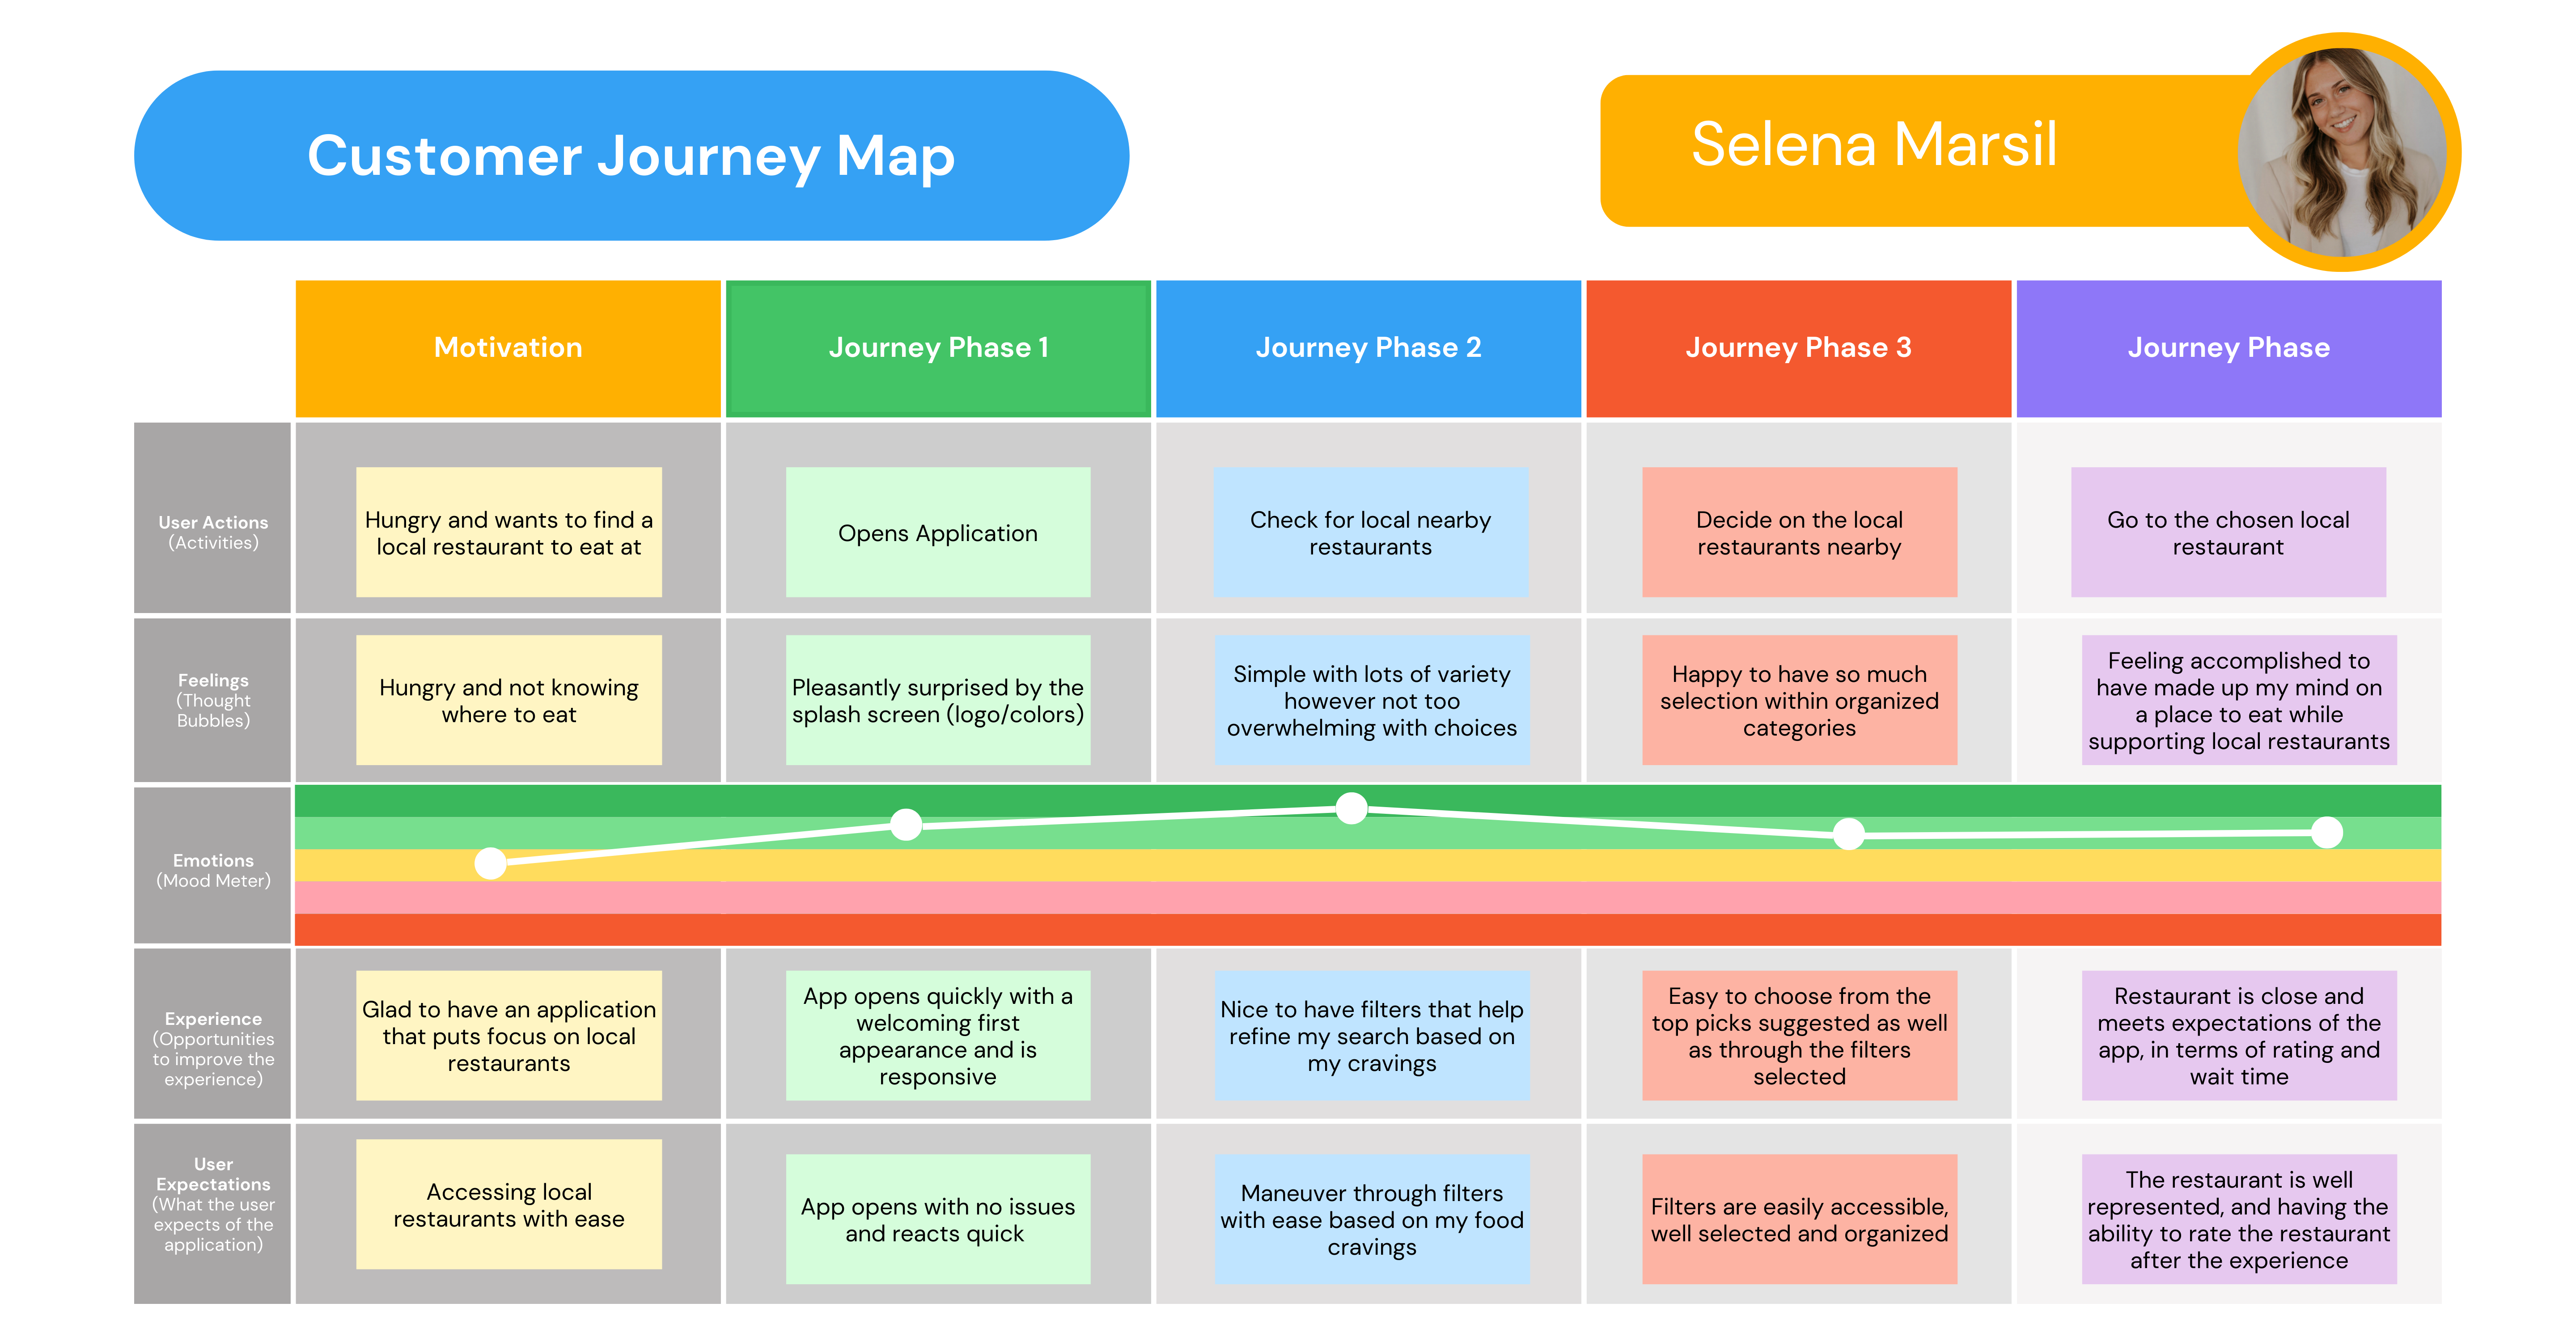 Customer Journey Map
Selena Marsil
Motivation
Journey Phase 1
Journey Phase 2
Journey Phase 3
Journey Phase
User Actions
(Activities)
Hungry and wants to find a
local restaurant to eat at
Opens Application
Check for local nearby
restaurants
Decide on the local
restaurants nearby
Go to the chosen local
restaurant
Feelings
(Thought
Bubbles)
Hungry and not knowing
where to eat
Pleasantly surprised by the
splash screen (logo/colors)
Simple with lots of variety
however not too
overwhelming with choices
Happy to have so much
selection within organized
categories
Feeling accomplished to
have made up my mind on
a place to eat while
supporting local restaurants
Emotions
(Mood Meter)
Experience
(Opportunities
to improve the
experience)
Glad to have an application
that puts focus on local
restaurants
App opens quickly with a
welcoming first
appearance and is
responsive
Nice to have filters that help
refine my search based on
my cravings
Easy to choose from the
top picks suggested as well
as through the filters
selected
Restaurant is close and
meets expectations of the
app, in terms of rating and
wait time
User
Expectations
(What the user
expects of the
application)
Accessing local
restaurants with ease
App opens with no issues
and reacts quick
Maneuver through filters
with ease based on my food
cravings
Filters are easily accessible,
well selected and organized
The restaurant is well
represented, and having the
ability to rate the restaurant
after the experience